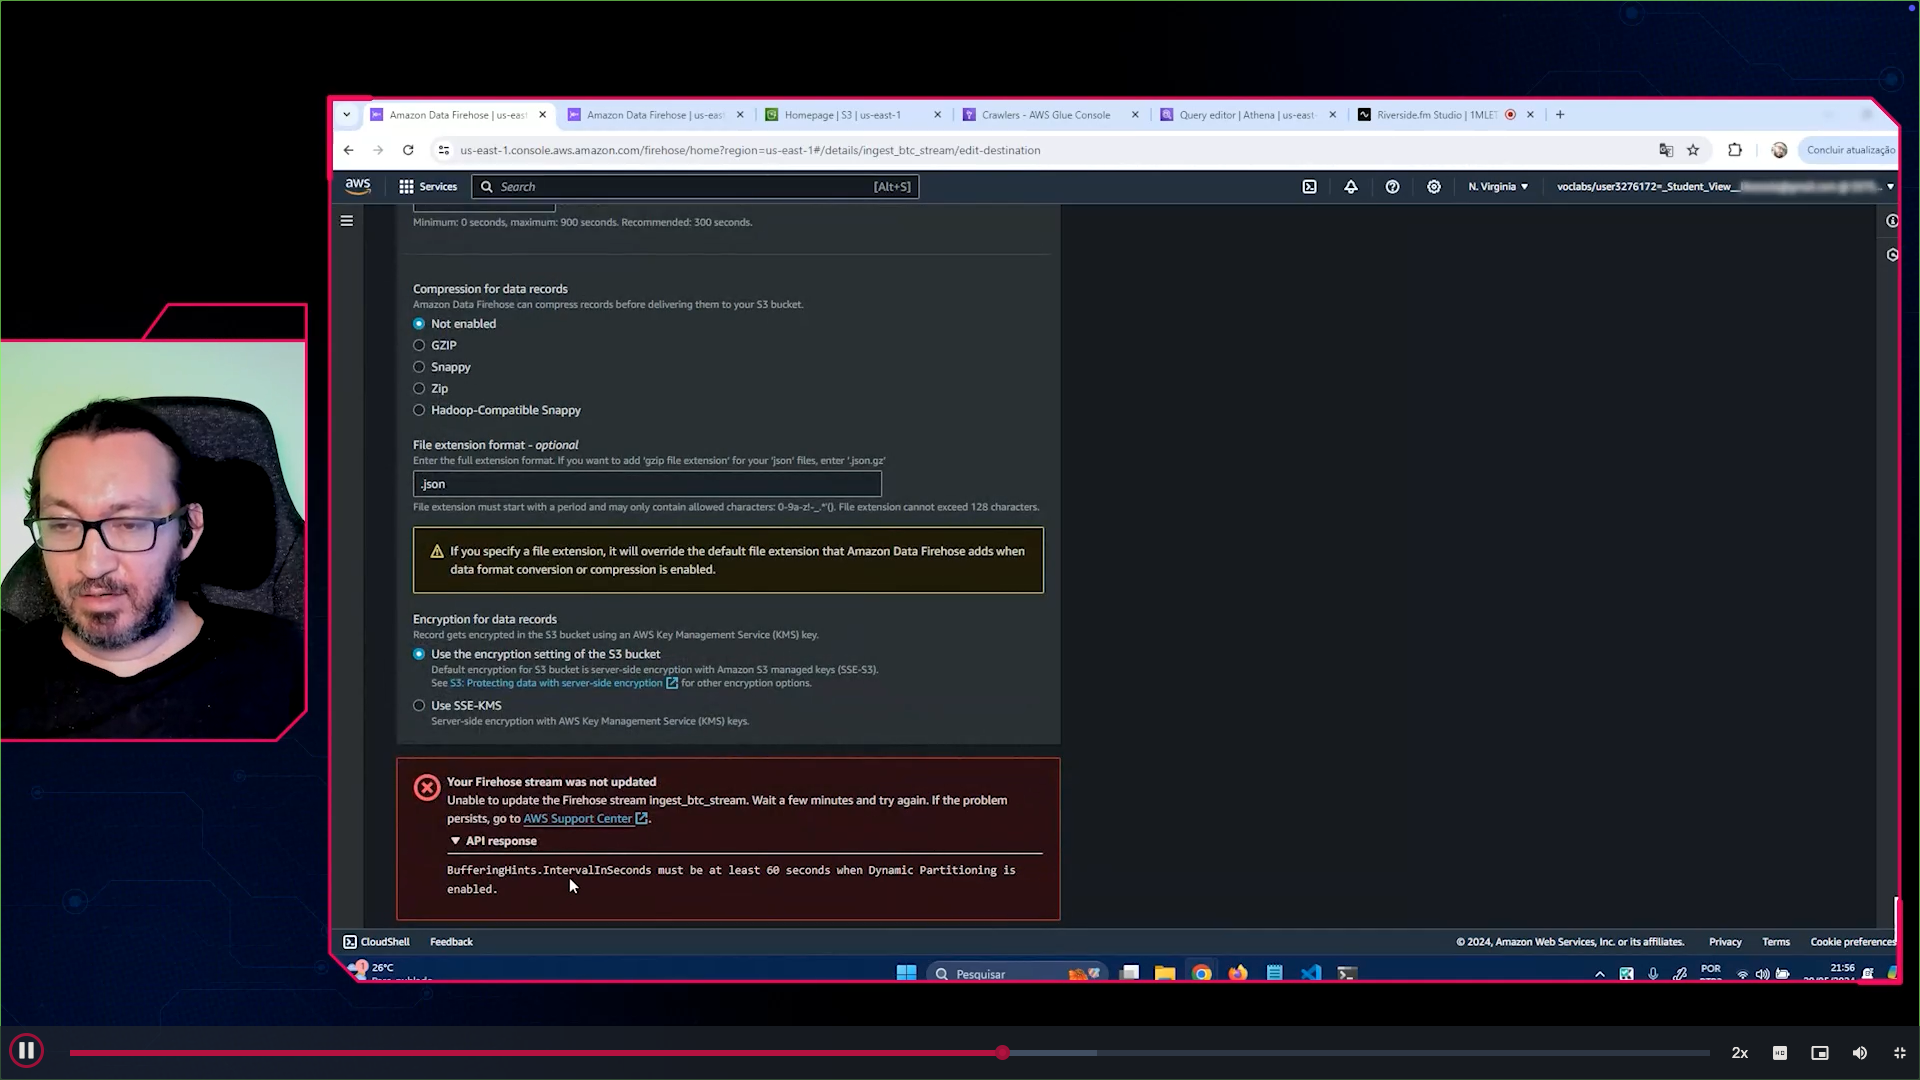 Amazon Data Firehose | us-east
Amazon Data Firehose | us-eas
Homepage | S3 | us-east-1
Crawlers - AWS Glue Console
Query editor | Athena | us-east
Riverside.fm Studio | 1MLET
us-east-1.console.aws.amazon.com/firehose/home?region=us-east-1#/details/ingest_btc_stream/edit-destination
Concluir atualização
aws
Services
Search
[Alt+S]
N. Virginia
voclabs/user3276172=_Student_View__
Minimum: 0 seconds, maximum: 900 seconds. Recommended: 300 seconds.
Compression for data records
Amazon Data Firehose can compress records before delivering them to your S3 bucket.
Not enabled
GZIP
Snappy
Zip
Hadoop-Compatible Snappy
File extension format - optional
Enter the full extension format. If you want to add 'gzip file extension' for your 'json' files, enter '.json.gz'
.json
File extension must start with a period and may only contain allowed characters: 0-9a-z!-_.*'(). File extension cannot exceed 128 characters.
If you specify a file extension, it will override the default file extension that Amazon Data Firehose adds when
data format conversion or compression is enabled.
Encryption for data records
Record gets encrypted in the S3 bucket using an AWS Key Management Service (KMS) key.
Use the encryption setting of the S3 bucket
Default encryption for S3 bucket is server-side encryption with Amazon S3 managed keys (SSE-S3).
See S3: Protecting data with server-side encryption for other encryption options.
Use SSE-KMS
Server-side encryption with AWS Key Management Service (KMS) keys.
Your Firehose stream was not updated
Unable to update the Firehose stream ingest_btc_stream. Wait a few minutes and try again. If the problem
persists, go to AWS Support Center.
API response
BufferingHints.IntervalInSeconds must be at least 60 seconds when Dynamic Partitioning is
enabled.
CloudShell
Feedback
© 2024, Amazon Web Services, Inc. or its affiliates.
Privacy
Terms
Cookie preferences
1
26°C
Pesquisar
POR
21:56
2x
HD